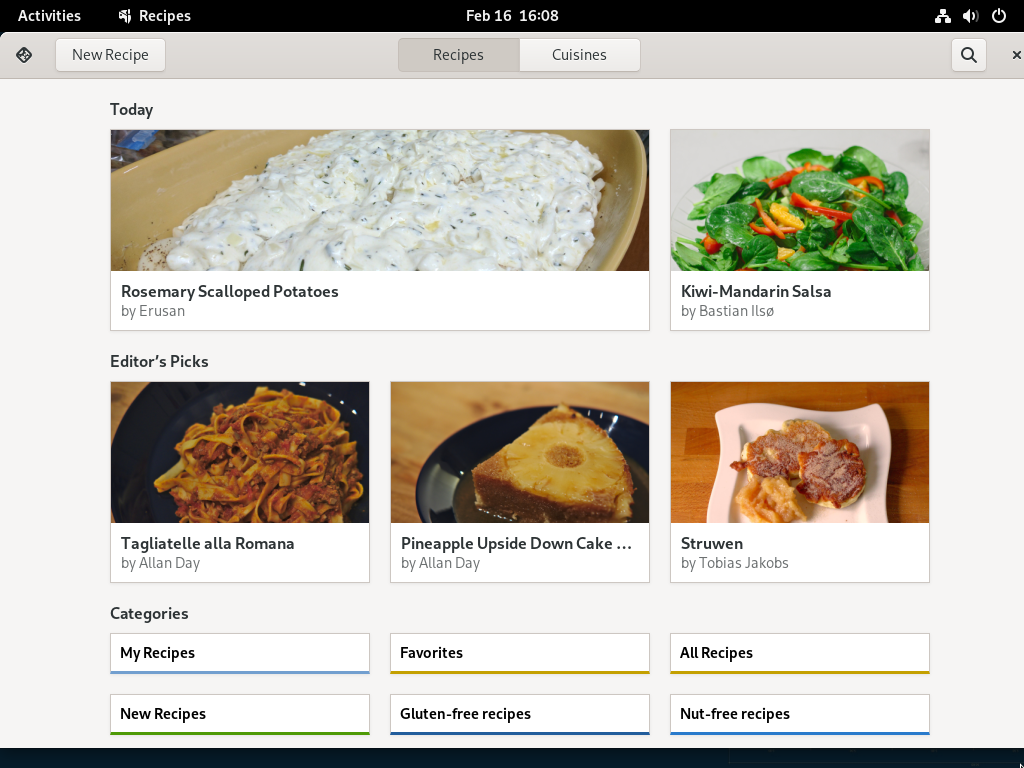 Activities Recipes Feb 16 16:08
New Recipe Recipes Cuisines
Today
Rosemary Scalloped Potatoes
by Erusan
Kiwi-Mandarin Salsa
by Bastian Ilsø
Editor’s Picks
Tagliatelle alla Romana
by Allan Day
Pineapple Upside Down Cake …
by Allan Day
Struwen
by Tobias Jakobs
Categories
My Recipes
Favorites
All Recipes
New Recipes
Gluten-free recipes
Nut-free recipes